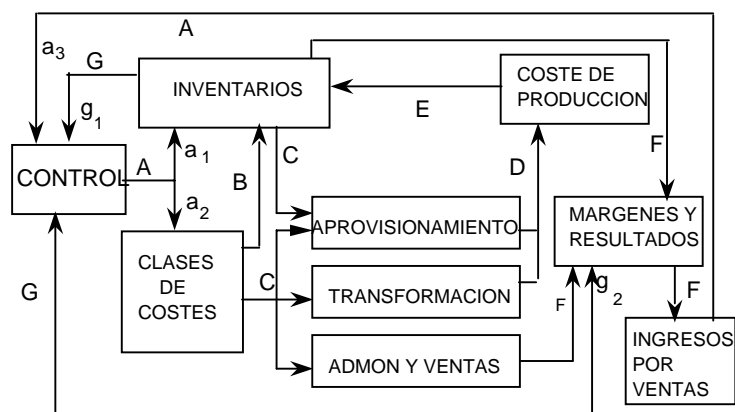 A
a3
G
INVENTARIOS
COSTE DE
PRODUCCION
E
g1
F
CONTROL
A
a1
B
C
D
a2
APROVISIONAMIENTO
MARGENES Y
RESULTADOS
CLASES
DE
COSTES
G
C
TRANSFORMACION
F
g2
F
ADMON Y VENTAS
INGRESOS
POR
VENTAS